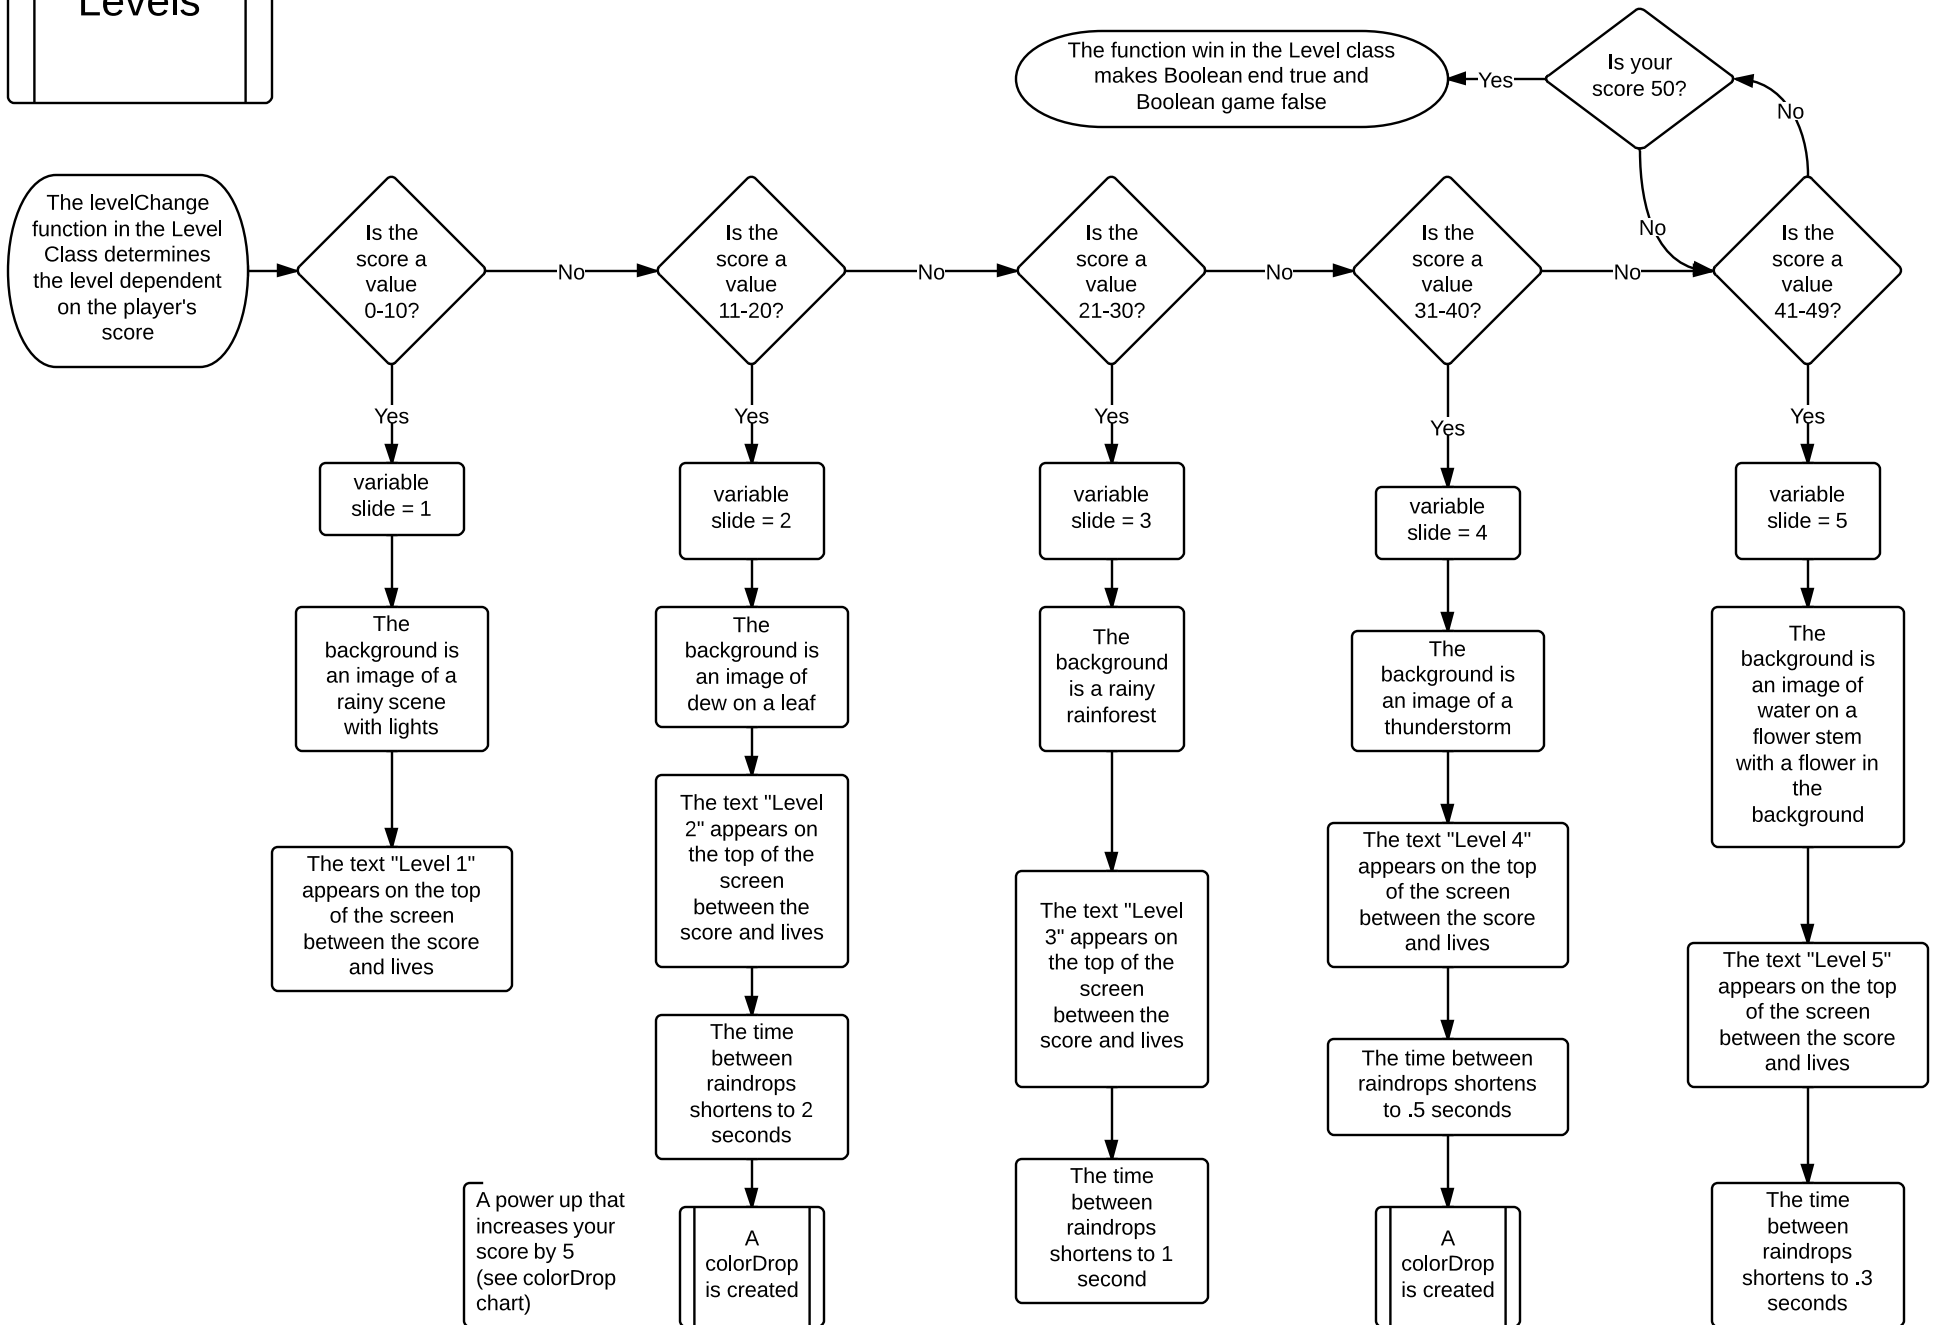 Levels
The function win in the Level class
makes Boolean end true and
Boolean game false
Yes
Is your
score 50?
No
No
The levelChange
function in the Level
Class determines
the level dependent
on the player's
score
Is the
score a
value
0-10?
No
Is the
score a
value
11-20?
No
Is the
score a
value
21-30?
No
Is the
score a
value
31-40?
No
Is the
score a
value
41-49?
Yes
variable
slide = 1
The
background is
an image of a
rainy scene
with lights
The text "Level 1"
appears on the top
of the screen
between the score
and lives
Yes
variable
slide = 2
The
background is
an image of
dew on a leaf
The text "Level
2" appears on
the top of the
screen
between the
score and lives
The time
between
raindrops
shortens to 2
seconds
A power up that
increases your
score by 5
(see colorDrop
chart)
A
colorDrop
is created
Yes
variable
slide = 3
The
background
is a rainy
rainforest
The text "Level
3" appears on
the top of the
screen
between the
score and lives
The time
between
raindrops
shortens to 1
second
Yes
variable
slide = 4
The
background is
an image of a
thunderstorm
The text "Level 4"
appears on the top
of the screen
between the score
and lives
The time between
raindrops shortens
to .5 seconds
A
colorDrop
is created
Yes
variable
slide = 5
The
background is
an image of
water on a
flower stem
with a flower in
the
background
The text "Level 5"
appears on the top
of the screen
between the score
and lives
The time
between
raindrops
shortens to .3
seconds